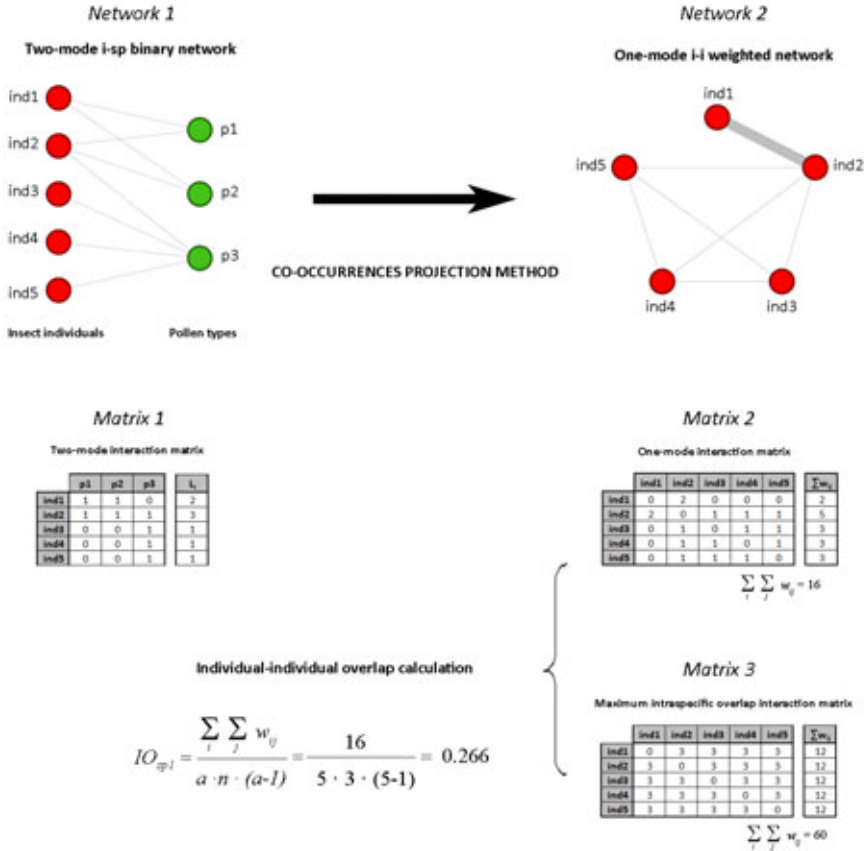 Network 1
Two-mode i-sp binary network
ind1
ind2
ind3
ind4
ind5
p1
p2
p3
Insect individuals Pollen types
CO-OCCURRENCES PROJECTION METHOD
Network 2
One-mode i-i weighted network
ind1
ind5
ind2
ind4
ind3
Matrix 1
Two-mode interaction matrix
p1 p2 p3 Li
ind1 1 1 0 2
ind2 1 1 1 3
ind3 0 0 1 1
ind4 0 0 1 1
ind5 0 0 1 1
Matrix 2
One-mode interaction matrix
ind1 ind2 ind3 ind4 ind5 ∑wij
ind1 0 2 0 0 0 2
ind2 2 0 1 1 1 5
ind3 0 1 0 1 1 3
ind4 0 1 1 0 1 3
ind5 0 1 1 1 0 3
∑i ∑j wij = 16
Individual-individual overlap calculation
IOsp1 = ∑i ∑j wij / a · n · (a-1) = 16 / 5 · 3 · (5-1) = 0.266
Matrix 3
Maximum intraspecific overlap interaction matrix
ind1 ind2 ind3 ind4 ind5 ∑wij
ind1 0 3 3 3 3 12
ind2 3 0 3 3 3 12
ind3 3 3 0 3 3 12
ind4 3 3 3 0 3 12
ind5 3 3 3 3 0 12
∑i ∑j wij = 60